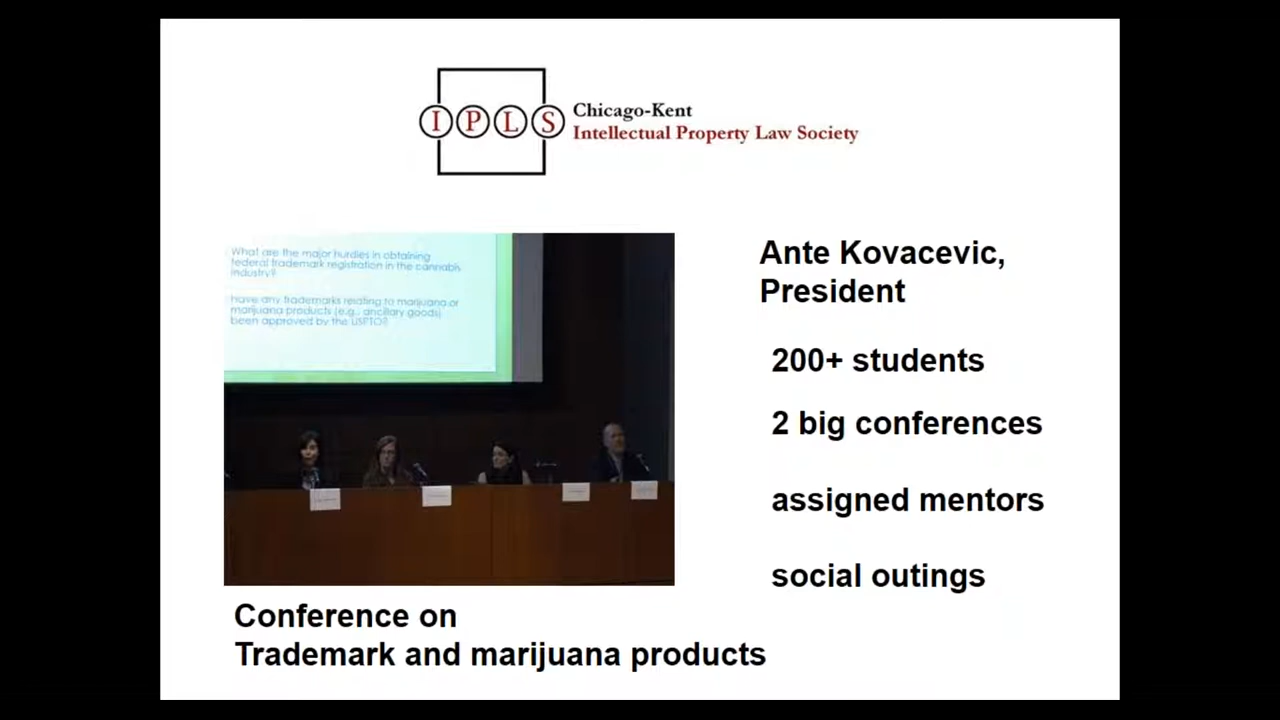 I P L S
Chicago-Kent
Intellectual Property Law Society
What are the major hurdles in obtaining
federal trademark registration in the cannabis
industry?
Have any trademarks relating to marijuana or
marijuana products (e.g., ancillary goods)
been approved by the USPTO?
Ante Kovacevic,
President
200+ students
2 big conferences
assigned mentors
social outings
Conference on
Trademark and marijuana products